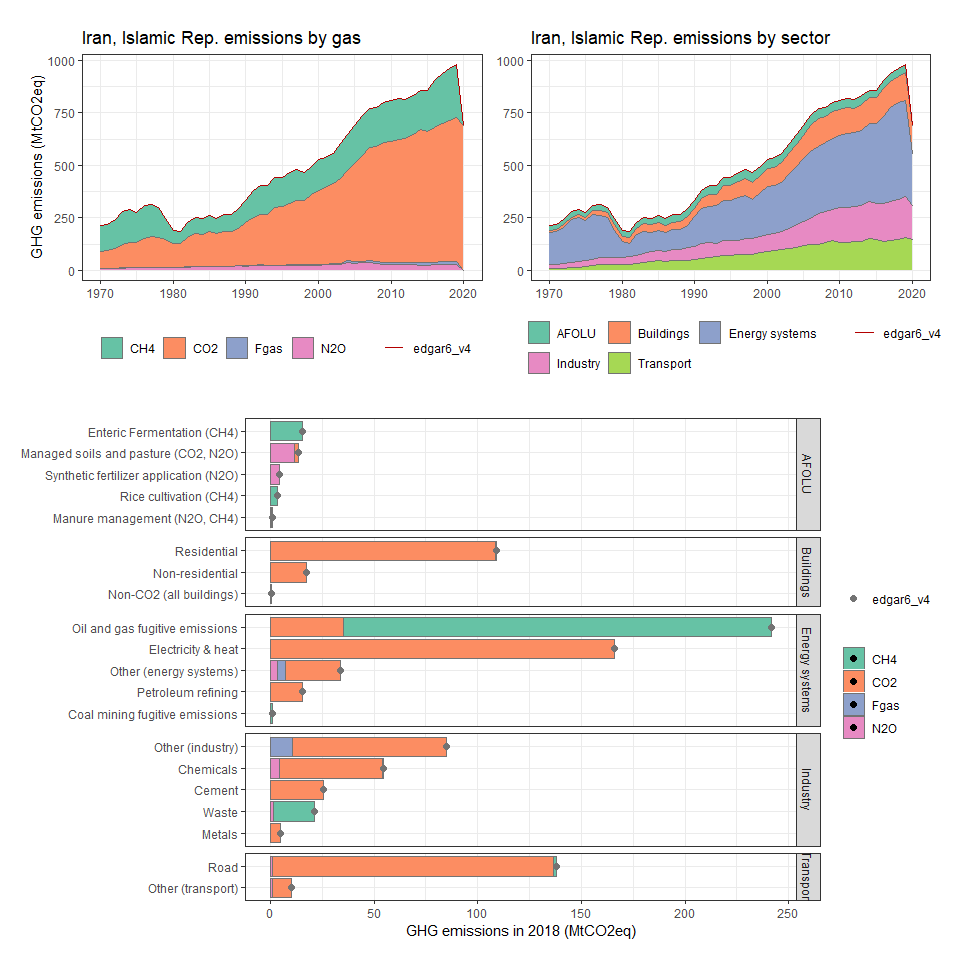 Iran, Islamic Rep. emissions by gas
GHG emissions (MtCO2eq)
1000
750
500
250
0
1970
1980
1990
2000
2010
2020
CH4
CO2
Fgas
N2O
edgar6_v4
Iran, Islamic Rep. emissions by sector
1000
750
500
250
0
1970
1980
1990
2000
2010
2020
AFOLU
Buildings
Energy systems
edgar6_v4
Industry
Transport
Enteric Fermentation (CH4)
Managed soils and pasture (CO2, N2O)
Synthetic fertilizer application (N2O)
Rice cultivation (CH4)
Manure management (N2O, CH4)
AFOLU
Residential
Non-residential
Non-CO2 (all buildings)
Buildings
Oil and gas fugitive emissions
Electricity & heat
Other (energy systems)
Petroleum refining
Coal mining fugitive emissions
Energy systems
Other (industry)
Chemicals
Cement
Waste
Metals
Industry
Road
Other (transport)
Transport
0
50
100
150
200
250
GHG emissions in 2018 (MtCO2eq)
edgar6_v4
CH4
CO2
Fgas
N2O